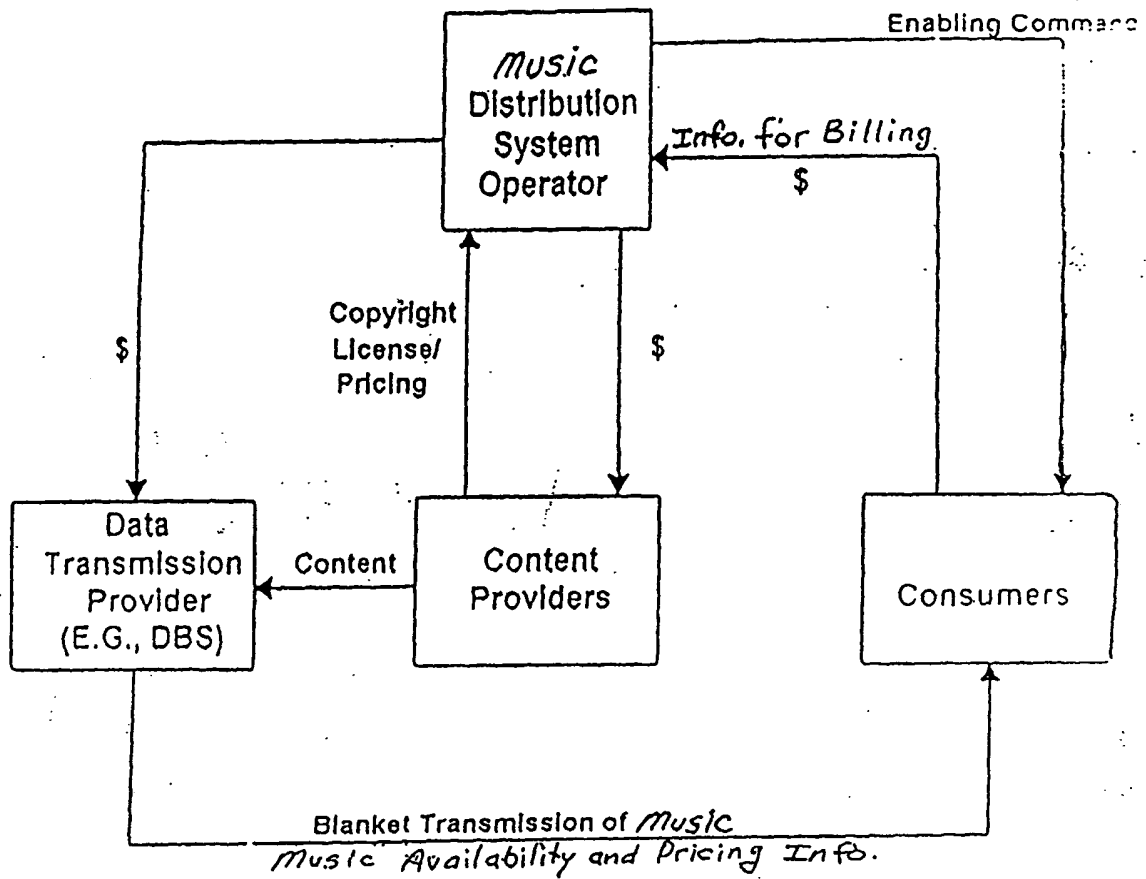 Enabling Command
Music
Distribution
System
Operator
Info. for Billing
$
Copyright
License/
Pricing
$
$
Data
Transmission
Provider
(E.G., DBS)
Content
Content
Providers
Consumers
Blanket Transmission of Music
Music Availability and Pricing Info.